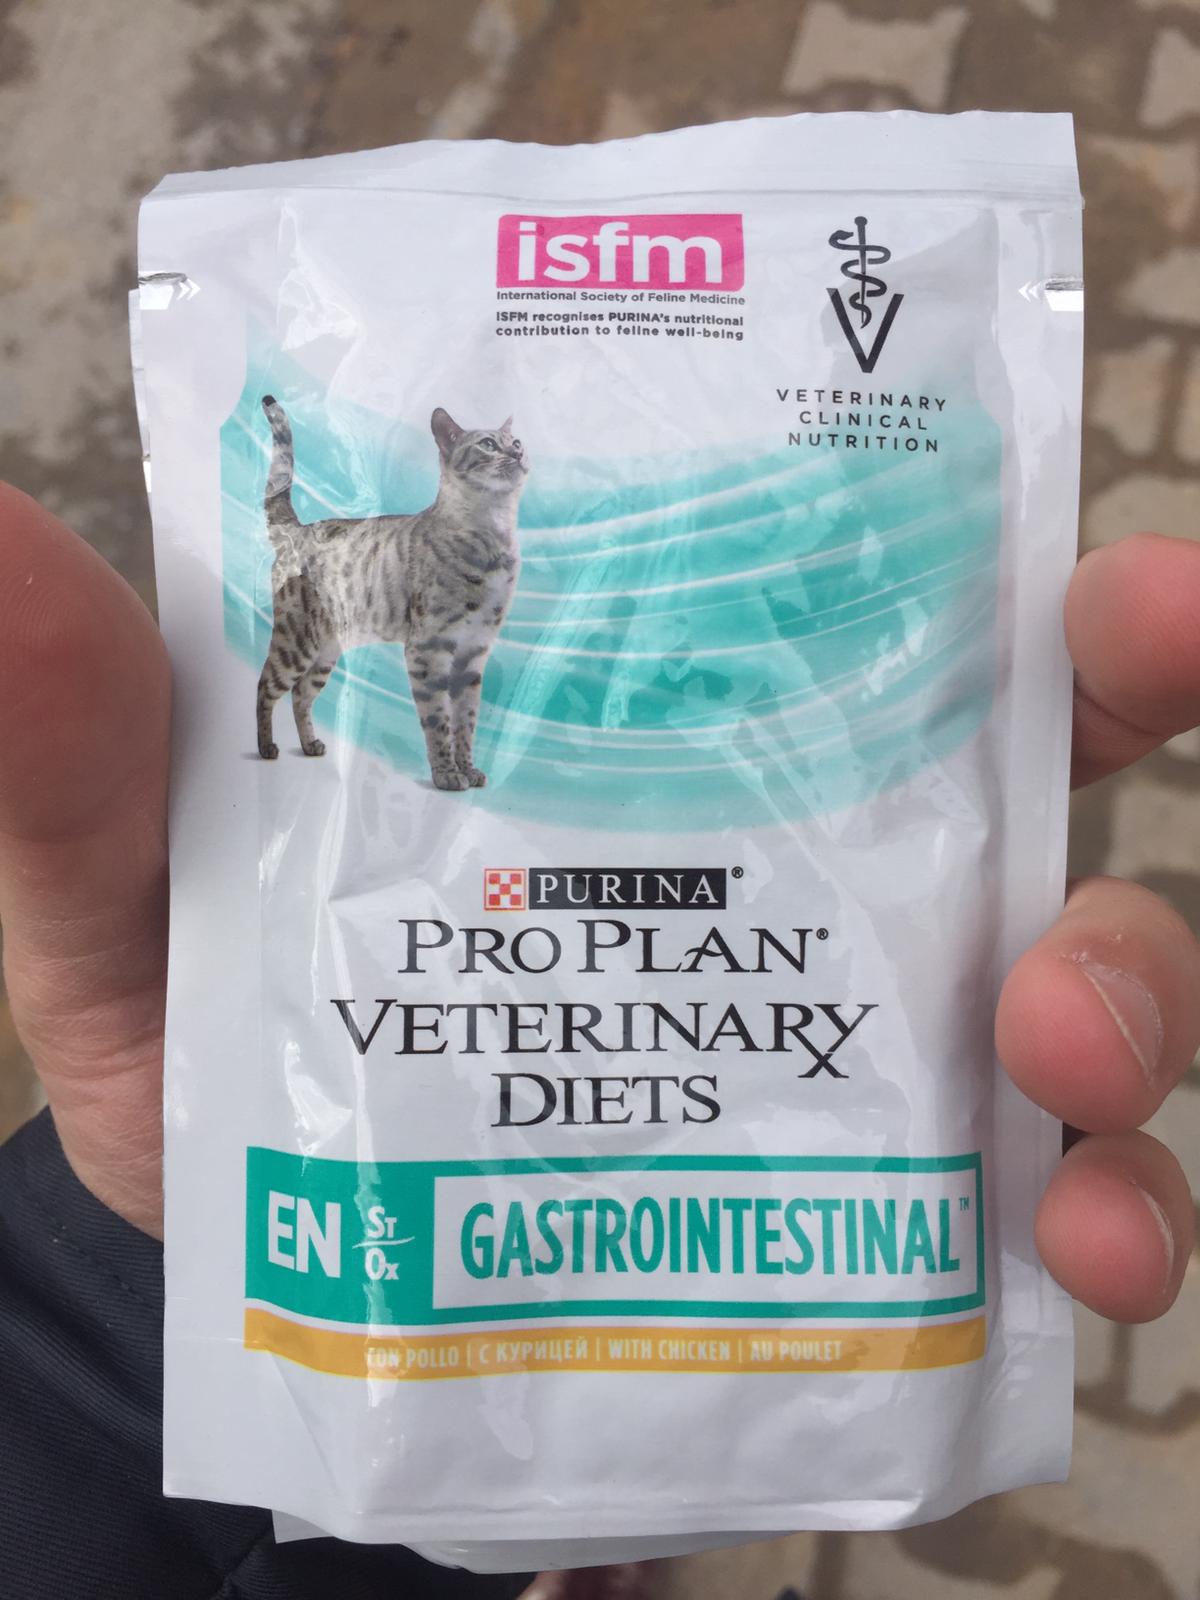 isfm
International Society of Feline Medicine
ISFM recognises PURINA's nutritional
contribution to feline well-being
V
VETERINARY
CLINICAL
NUTRITION
PURINA®
PRO PLAN®
VETERINARY
DIETS
EN ST/OX GASTROINTESTINAL™
CON POLLO | С КУРИЦЕЙ | WITH CHICKEN | AU POULET